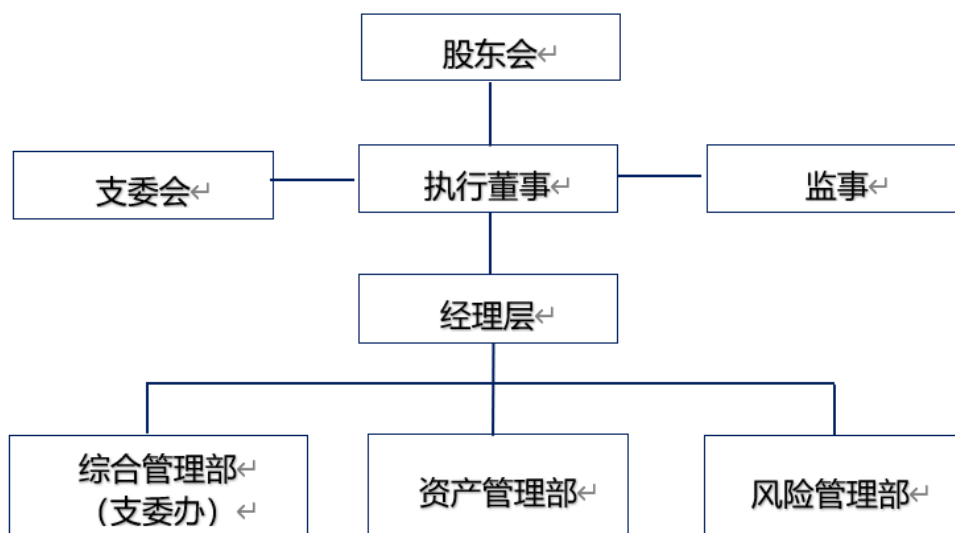 股东会
支委会
执行董事
监事
经理层
综合管理部
（支委办）
资产管理部
风险管理部